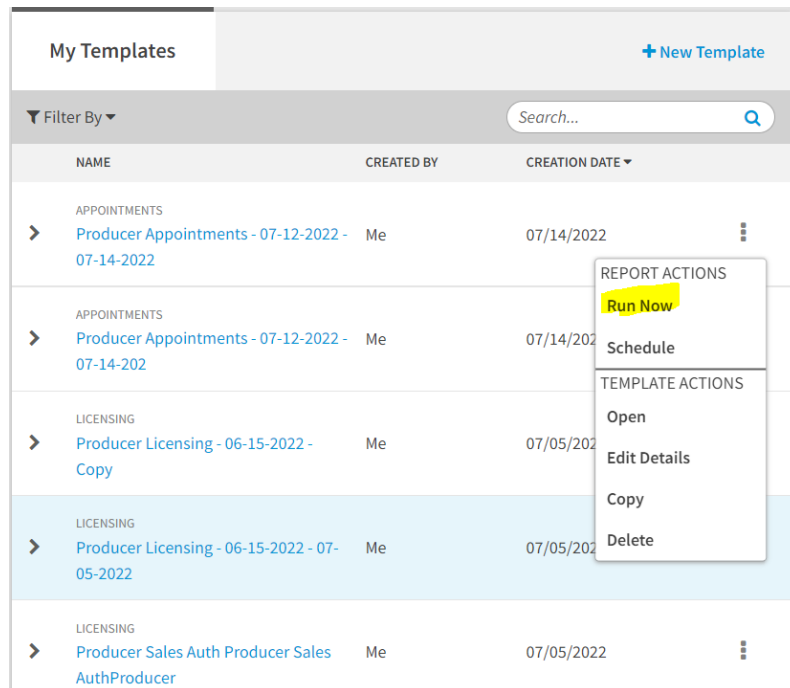 My Templates
+ New Template
Filter By
Search...
NAME CREATED BY CREATION DATE
APPOINTMENTS
Producer Appointments - 07-12-2022 - Me 07/14/2022
07-14-2022
REPORT ACTIONS
Run Now
Schedule
TEMPLATE ACTIONS
Open
Edit Details
Copy
Delete
APPOINTMENTS
Producer Appointments - 07-12-2022 - Me 07/14/202
07-14-202
LICENSING
Producer Licensing - 06-15-2022 - Me 07/05/202
Copy
LICENSING
Producer Licensing - 06-15-2022 - 07- Me 07/05/202
05-2022
LICENSING
Producer Sales Auth Producer Sales Me 07/05/2022
AuthProducer